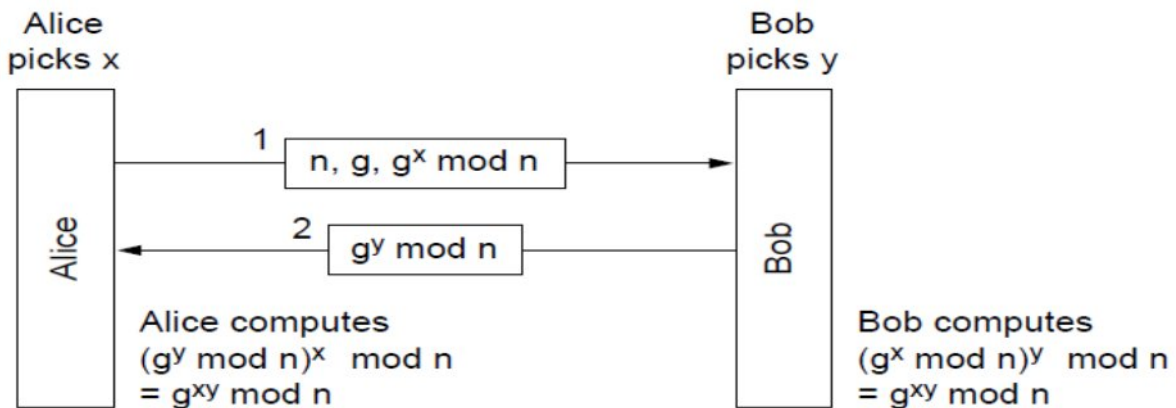 Alice
picks x
Bob
picks y
1
n, g, gˣ mod n
2
gʸ mod n
Alice
Bob
Alice computes
(gʸ mod n)ˣ mod n
= gˣʸ mod n
Bob computes
(gˣ mod n)ʸ mod n
= gˣʸ mod n